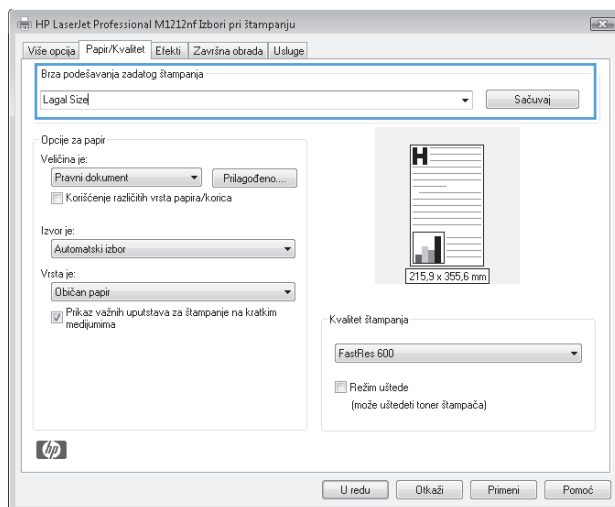 HP LaserJet Professional M1212nf Izbori pri štampanju
Više opcija Papir/Kvalitet Efekti Završna obrada Usluge
Brza podešavanja zadatog štampanja
Lagal Size
Sačuvaj
Opcije za papir
Veličina je:
Pravni dokument
Prilagođeno....
Korišćenje različitih vrsta papira/korica
Izvor je:
Automatski izbor
Vrsta je:
Običan papir
Prikaz važnih uputstava za štampanje na kratkim
medijumima
H
215,9 x 355,6 mm
Kvalitet štampanja
FastRes 600
Režim uštede
(može uštedeti toner štampača)
hp
U redu Otkaži Primeni Pomoć